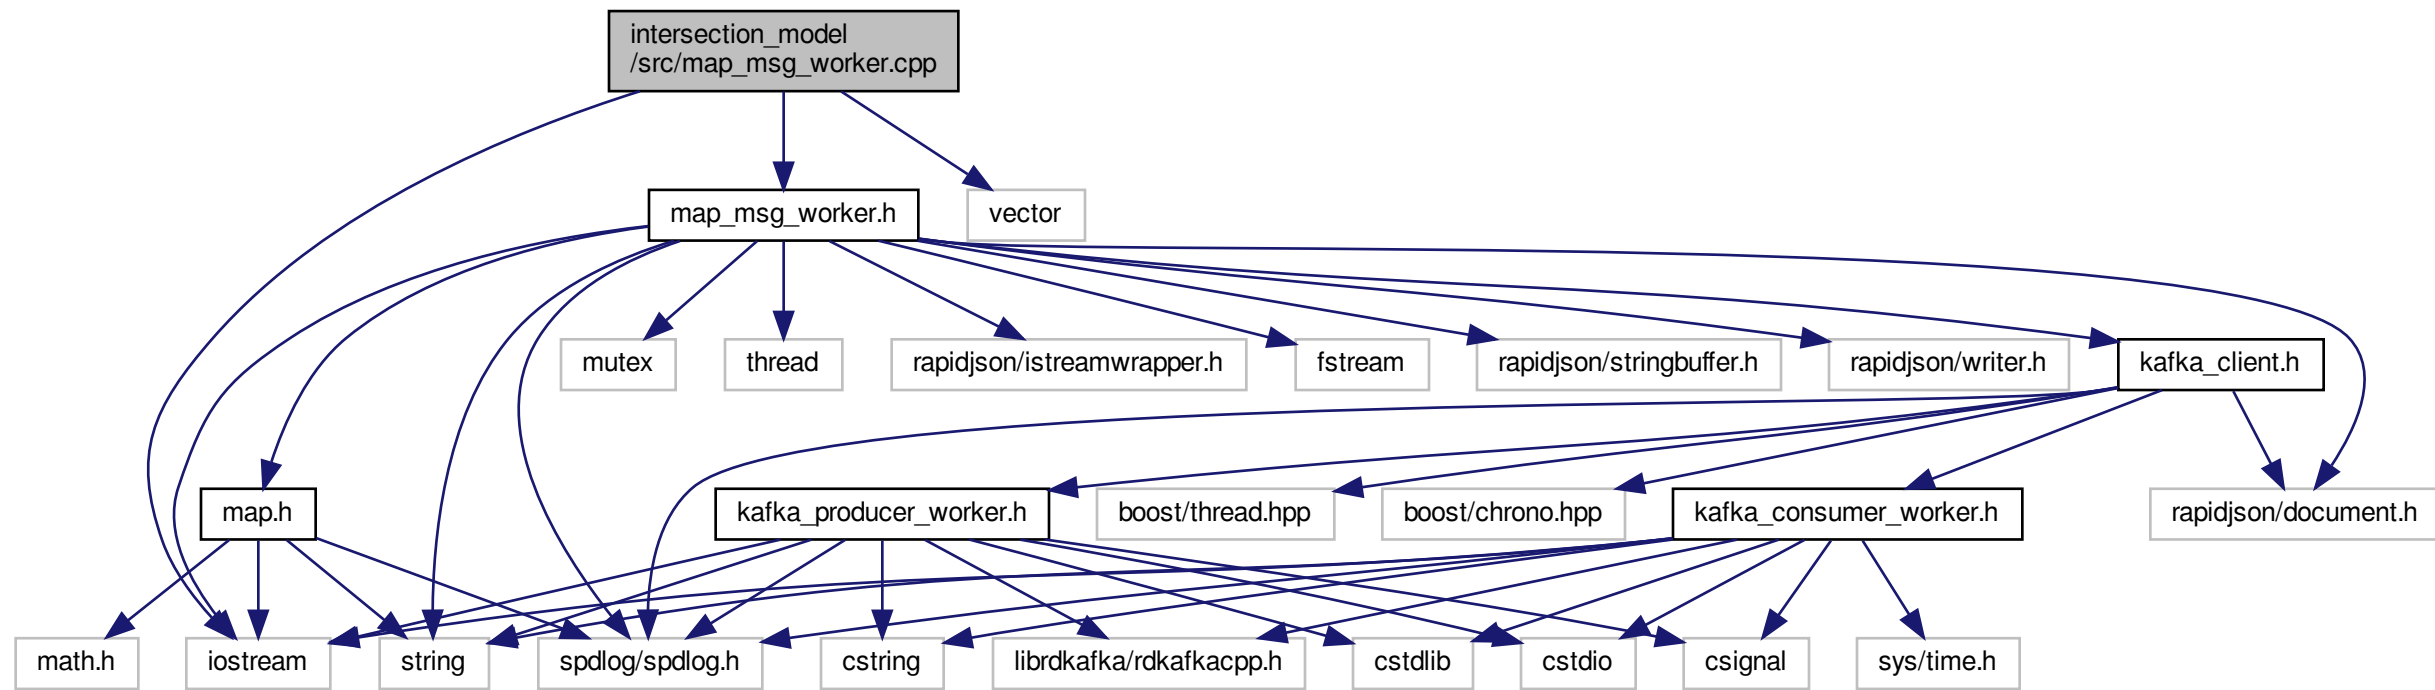 intersection_model
/src/map_msg_worker.cpp
map_msg_worker.h
vector
mutex
thread
rapidjson/istreamwrapper.h
fstream
rapidjson/stringbuffer.h
rapidjson/writer.h
kafka_client.h
map.h
kafka_producer_worker.h
boost/thread.hpp
boost/chrono.hpp
kafka_consumer_worker.h
rapidjson/document.h
math.h
iostream
string
spdlog/spdlog.h
cstring
librdkafka/rdkafkacpp.h
cstdlib
cstdio
csignal
sys/time.h